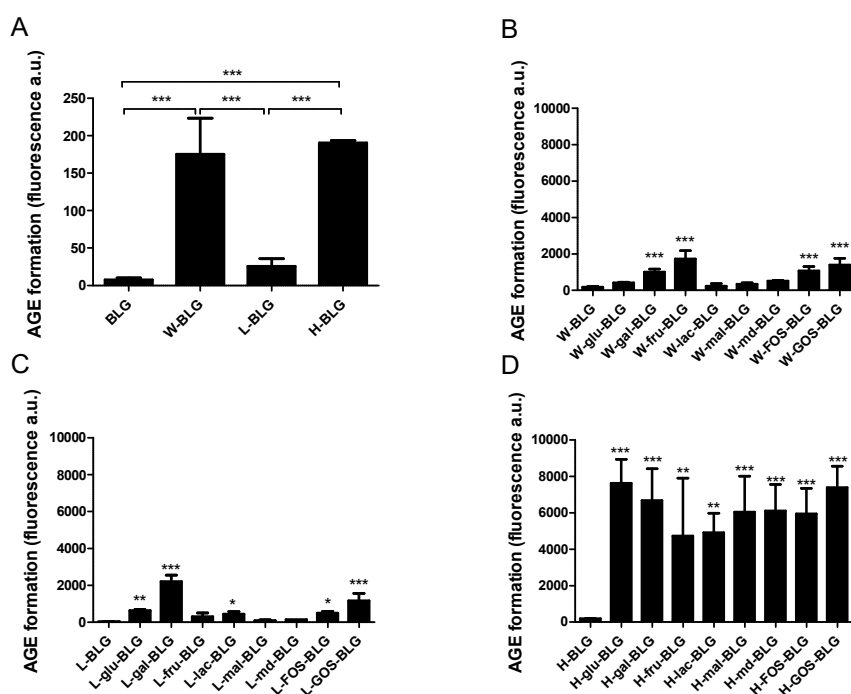 A
AGE formation (fluorescence a.u.)
250
200
150
100
50
0
***
***
***
***
BLG
W-BLG
L-BLG
H-BLG
B
AGE formation (fluorescence a.u.)
10000
8000
6000
4000
2000
0
***
***
***
***
W-BLG
W-glu-BLG
W-gal-BLG
W-fru-BLG
W-lac-BLG
W-mal-BLG
W-md-BLG
W-FOS-BLG
W-GOS-BLG
C
AGE formation (fluorescence a.u.)
10000
8000
6000
4000
2000
0
**
***
*
*
***
L-BLG
L-glu-BLG
L-gal-BLG
L-fru-BLG
L-lac-BLG
L-mal-BLG
L-md-BLG
L-FOS-BLG
L-GOS-BLG
D
AGE formation (fluorescence a.u.)
10000
8000
6000
4000
2000
0
***
***
**
**
***
***
***
***
H-BLG
H-glu-BLG
H-gal-BLG
H-fru-BLG
H-lac-BLG
H-mal-BLG
H-md-BLG
H-FOS-BLG
H-GOS-BLG